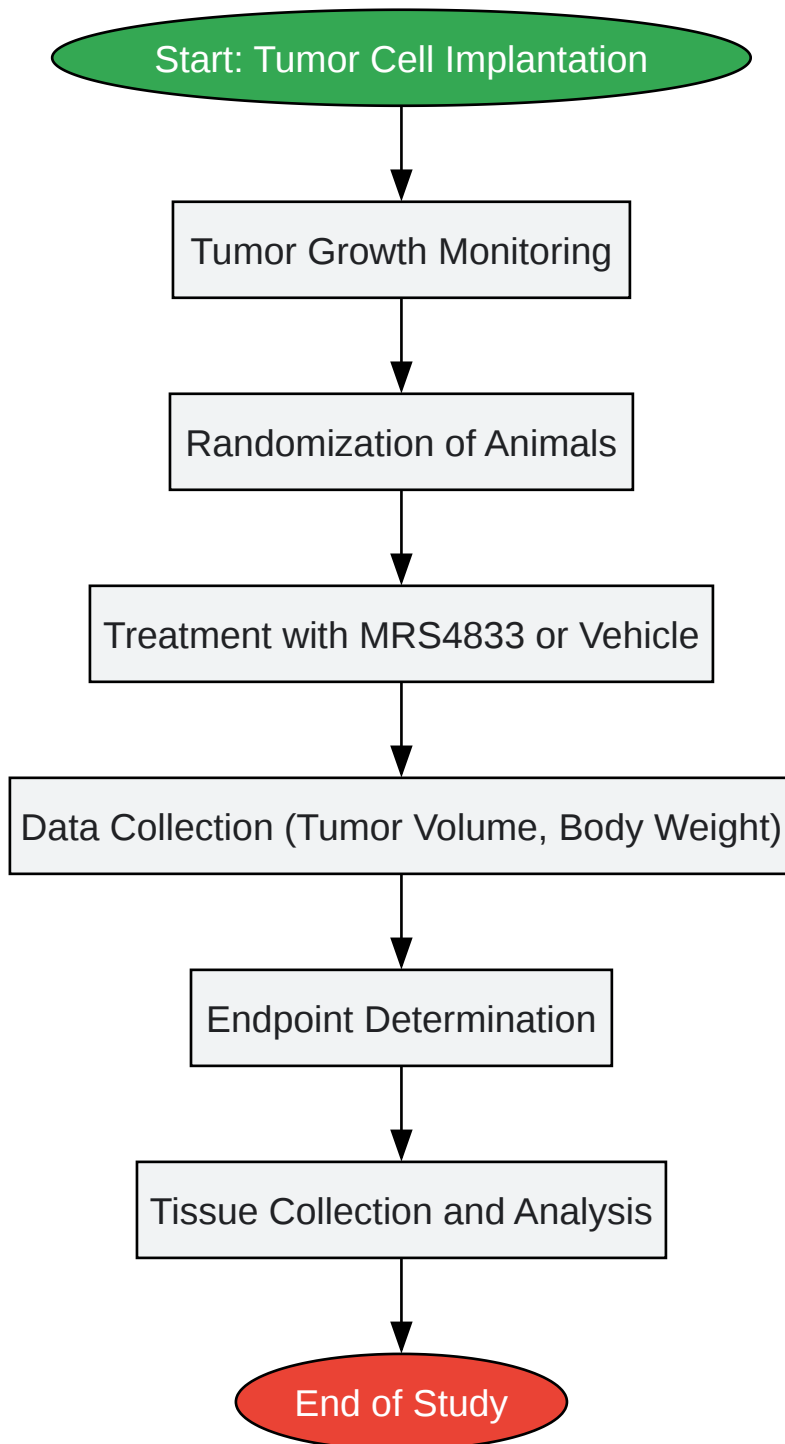 Start: Tumor Cell Implantation
Tumor Growth Monitoring
Randomization of Animals
Treatment with MRS4833 or Vehicle
Data Collection (Tumor Volume, Body Weight)
Endpoint Determination
Tissue Collection and Analysis
End of Study